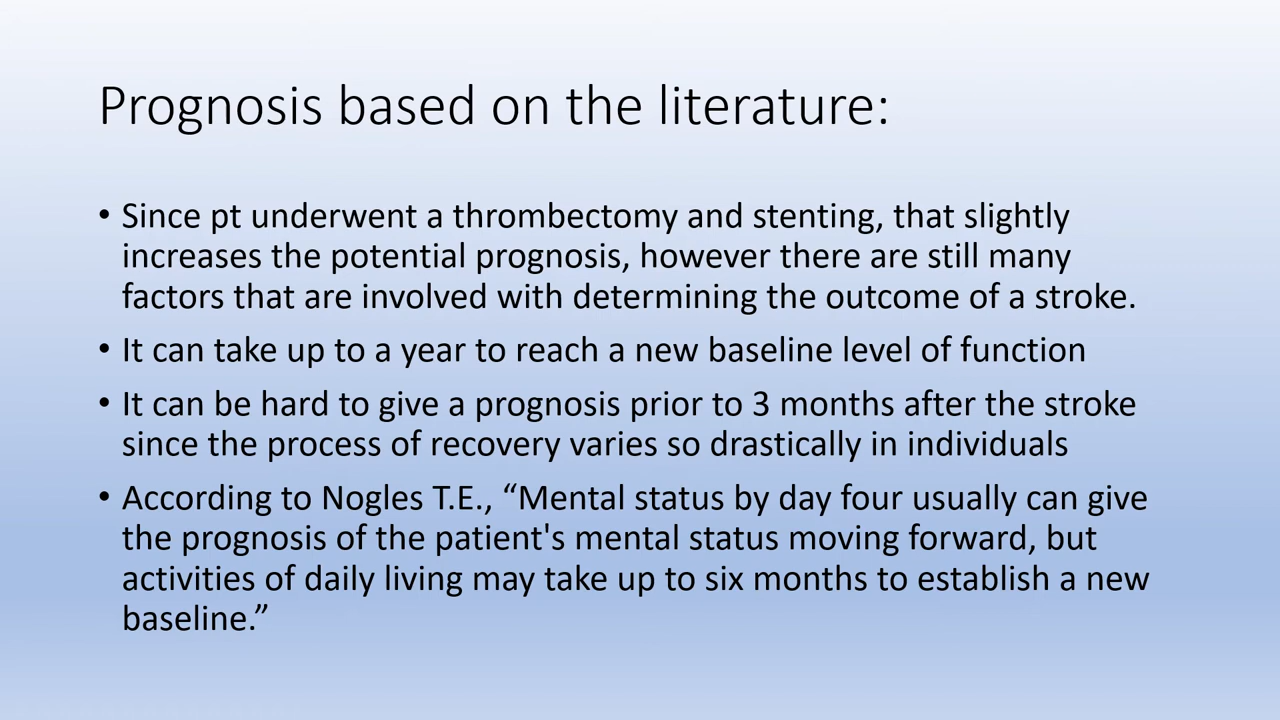 Prognosis based on the literature:
• Since pt underwent a thrombectomy and stenting, that slightly
increases the potential prognosis, however there are still many
factors that are involved with determining the outcome of a stroke.
• It can take up to a year to reach a new baseline level of function
• It can be hard to give a prognosis prior to 3 months after the stroke
since the process of recovery varies so drastically in individuals
• According to Nogles T.E., “Mental status by day four usually can give
the prognosis of the patient's mental status moving forward, but
activities of daily living may take up to six months to establish a new
baseline.”